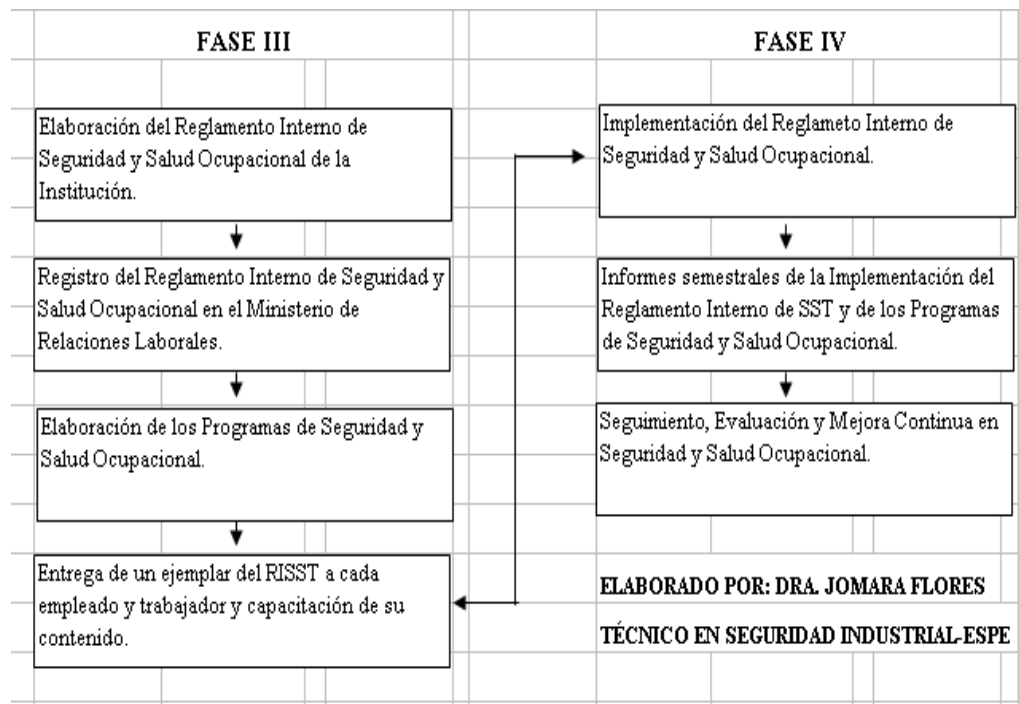 FASE III
Elaboración del Reglamento Interno de
Seguridad y Salud Ocupacional de la
Institución.
Registro del Reglamento Interno de Seguridad y
Salud Ocupacional en el Ministerio de
Relaciones Laborales.
Elaboración de los Programas de Seguridad y
Salud Ocupacional.
Entrega de un ejemplar del RISST a cada
empleado y trabajador y capacitación de su
contenido.
FASE IV
Implementación del Reglameto Interno de
Seguridad y Salud Ocupacional.
Informes semestrales de la Implementación del
Reglamento Interno de SST y de los Programas
de Seguridad y Salud Ocupacional.
Seguimiento, Evaluación y Mejora Continua en
Seguridad y Salud Ocupacional.
ELABORADO POR: DRA. JOMARA FLORES
TÉCNICO EN SEGURIDAD INDUSTRIAL-ESPE